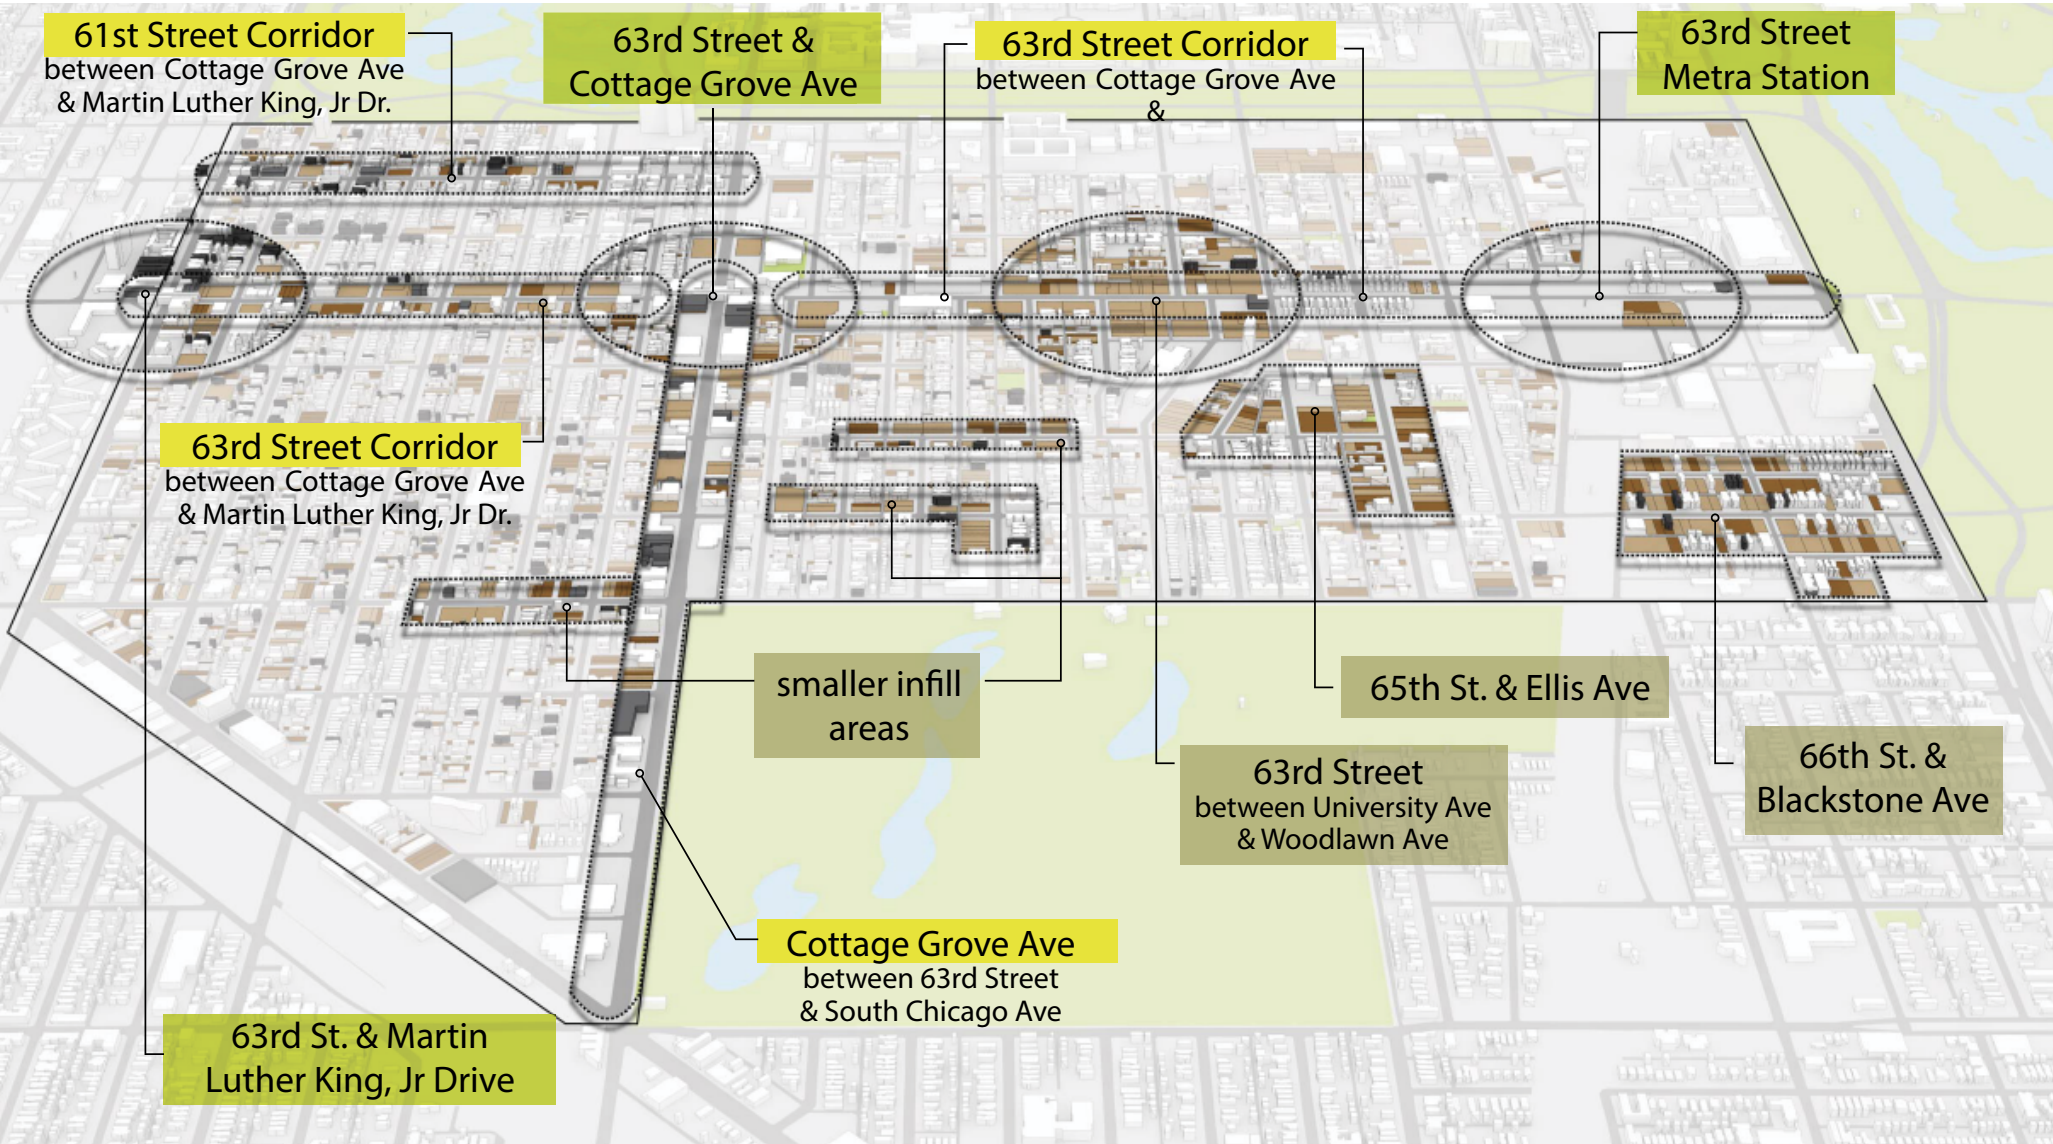 61st Street Corridor
between Cottage Grove Ave
& Martin Luther King, Jr Dr.
63rd Street &
Cottage Grove Ave
63rd Street Corridor
between Cottage Grove Ave
&
63rd Street
Metra Station
63rd Street Corridor
between Cottage Grove Ave
& Martin Luther King, Jr Dr.
smaller infill
areas
65th St. & Ellis Ave
63rd Street
between University Ave
& Woodlawn Ave
66th St. &
Blackstone Ave
Cottage Grove Ave
between 63rd Street
& South Chicago Ave
63rd St. & Martin
Luther King, Jr Drive